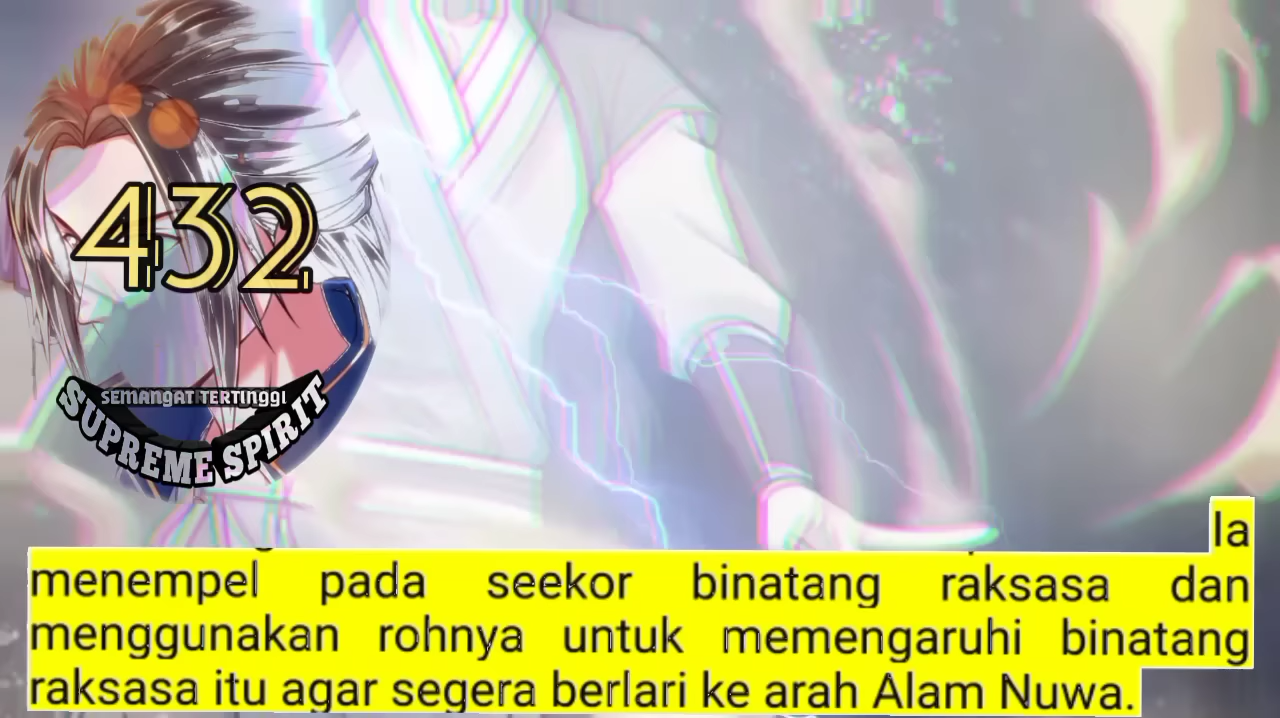 432
SEMANGAT TERTINGGI
SUPREME SPIRIT
Ia
menempel pada seekor binatang raksasa dan
menggunakan rohnya untuk memengaruhi binatang
raksasa itu agar segera berlari ke arah Alam Nuwa.